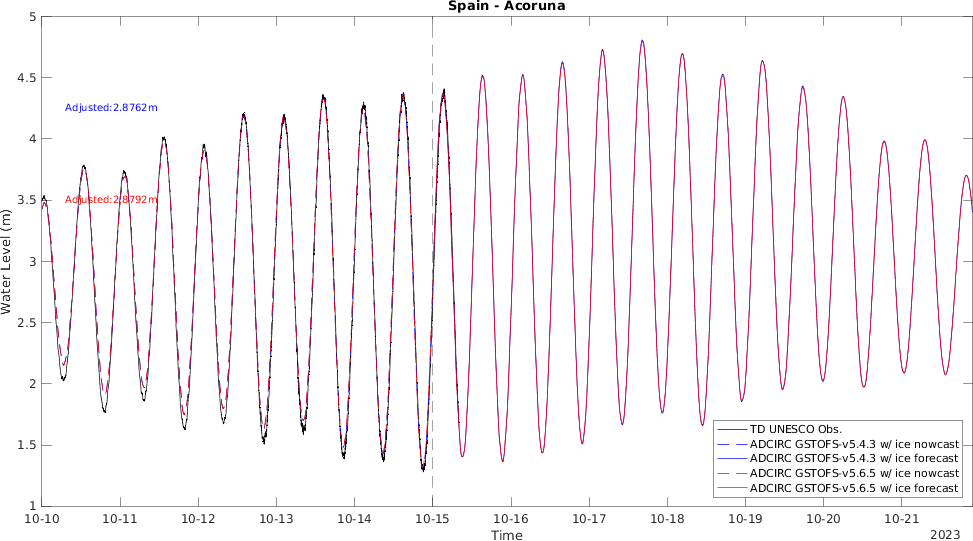 Spain - Acoruna
5
4.5
4
3.5
3
2.5
2
1.5
1
Water Level (m)
Adjusted:2.8762m
Adjusted:2.8792m
TD UNESCO Obs.
ADCIRC GSTOFS-v5.4.3 w/ ice nowcast
ADCIRC GSTOFS-v5.4.3 w/ ice forecast
ADCIRC GSTOFS-v5.6.5 w/ ice nowcast
ADCIRC GSTOFS-v5.6.5 w/ ice forecast
10-10 10-11 10-12 10-13 10-14 10-15 10-16 10-17 10-18 10-19 10-20 10-21
Time
2023